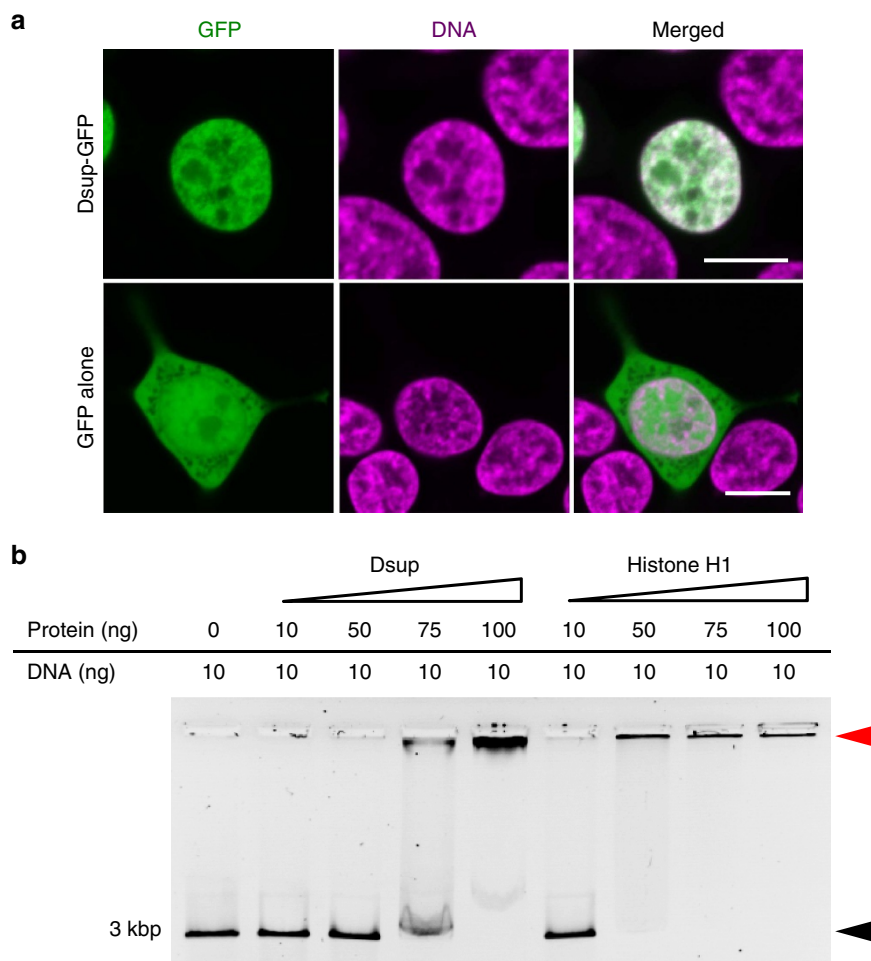 a
GFP DNA Merged
Dsup-GFP
GFP alone
b
Dsup Histone H1
Protein (ng) 0 10 50 75 100 10 50 75 100
DNA (ng) 10 10 10 10 10 10 10 10 10
3 kbp